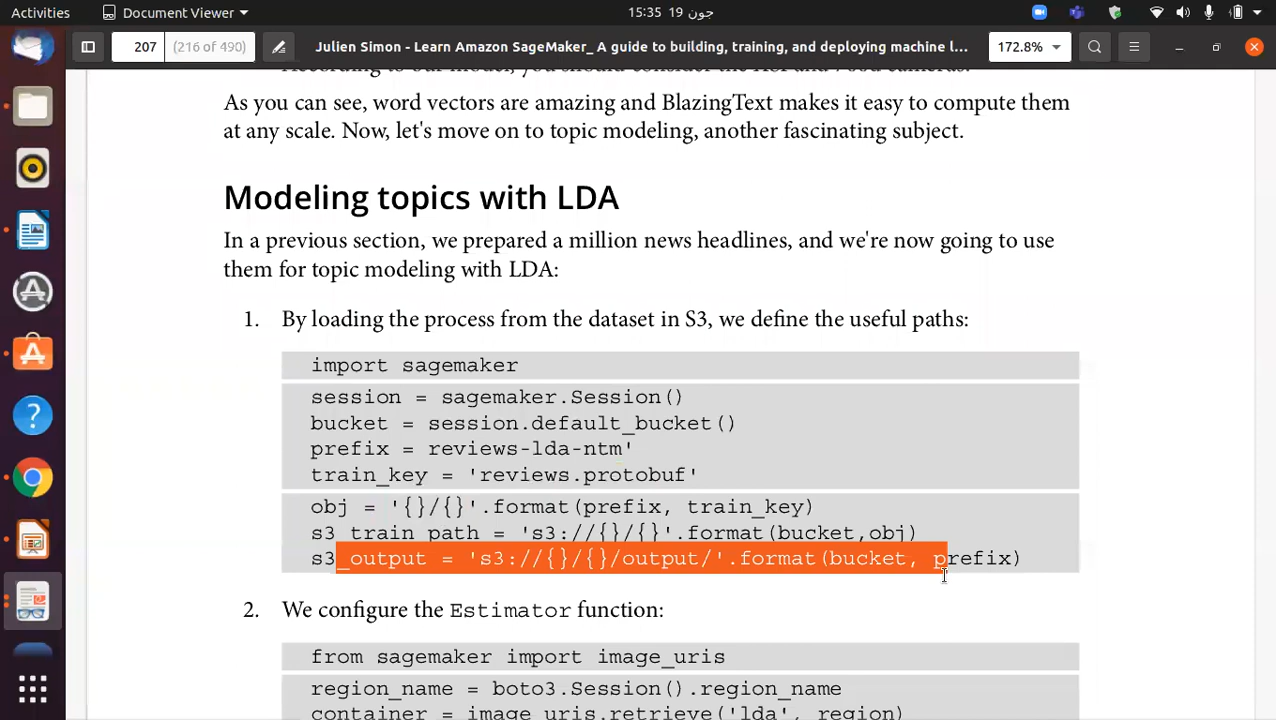 Activities
Document Viewer
15:35 19 جون
207
(216 of 490)
Julien Simon - Learn Amazon SageMaker_ A guide to building, training, and deploying machine l...
172.8%
As you can see, word vectors are amazing and BlazingText makes it easy to compute them
at any scale. Now, let's move on to topic modeling, another fascinating subject.
Modeling topics with LDA
In a previous section, we prepared a million news headlines, and we're now going to use
them for topic modeling with LDA:
1. By loading the process from the dataset in S3, we define the useful paths:
import sagemaker
session = sagemaker.Session()
bucket = session.default_bucket()
prefix = reviews-lda-ntm'
train_key = 'reviews.protobuf'
obj = '{}/{}'.format(prefix, train_key)
s3_train_path = 's3://{}/{}'.format(bucket,obj)
s3_output = 's3://{}/{}/output/'.format(bucket, prefix)
2. We configure the Estimator function:
from sagemaker import image_uris
region_name = boto3.Session().region_name
container = image_uris.retrieve('lda', region)